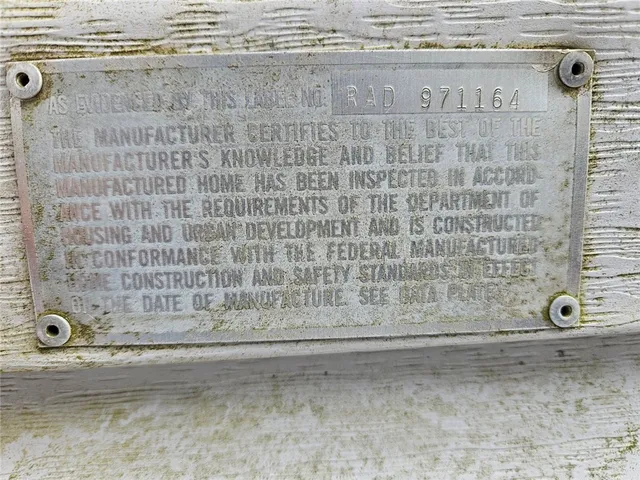 AS EVIDENCED BY THIS LABEL NO. RAD 971164
THE MANUFACTURER CERTIFIES TO THE BEST OF THE
MANUFACTURER'S KNOWLEDGE AND BELIEF THAT THIS
MANUFACTURED HOME HAS BEEN INSPECTED IN ACCORD-
ANCE WITH THE REQUIREMENTS OF THE DEPARTMENT OF
HOUSING AND URBAN DEVELOPMENT AND IS CONSTRUCTED
IN CONFORMANCE WITH THE FEDERAL MANUFACTURED
HOME CONSTRUCTION AND SAFETY STANDARDS IN EFFECT
ON THE DATE OF MANUFACTURE. SEE DATA PLATE.